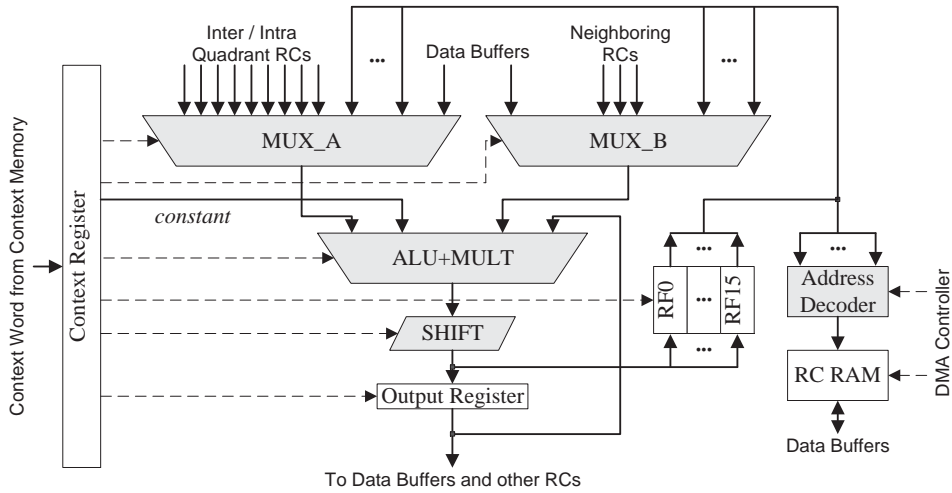 Inter / Intra
Quadrant RCs
...
Data Buffers
Neighboring
RCs
...
MUX_A
MUX_B
Context Word from Context Memory
Context Register
constant
ALU+MULT
...
...
RF0
...
RF15
Address
Decoder
DMA Controller
SHIFT
...
RC RAM
Output Register
Data Buffers
To Data Buffers and other RCs